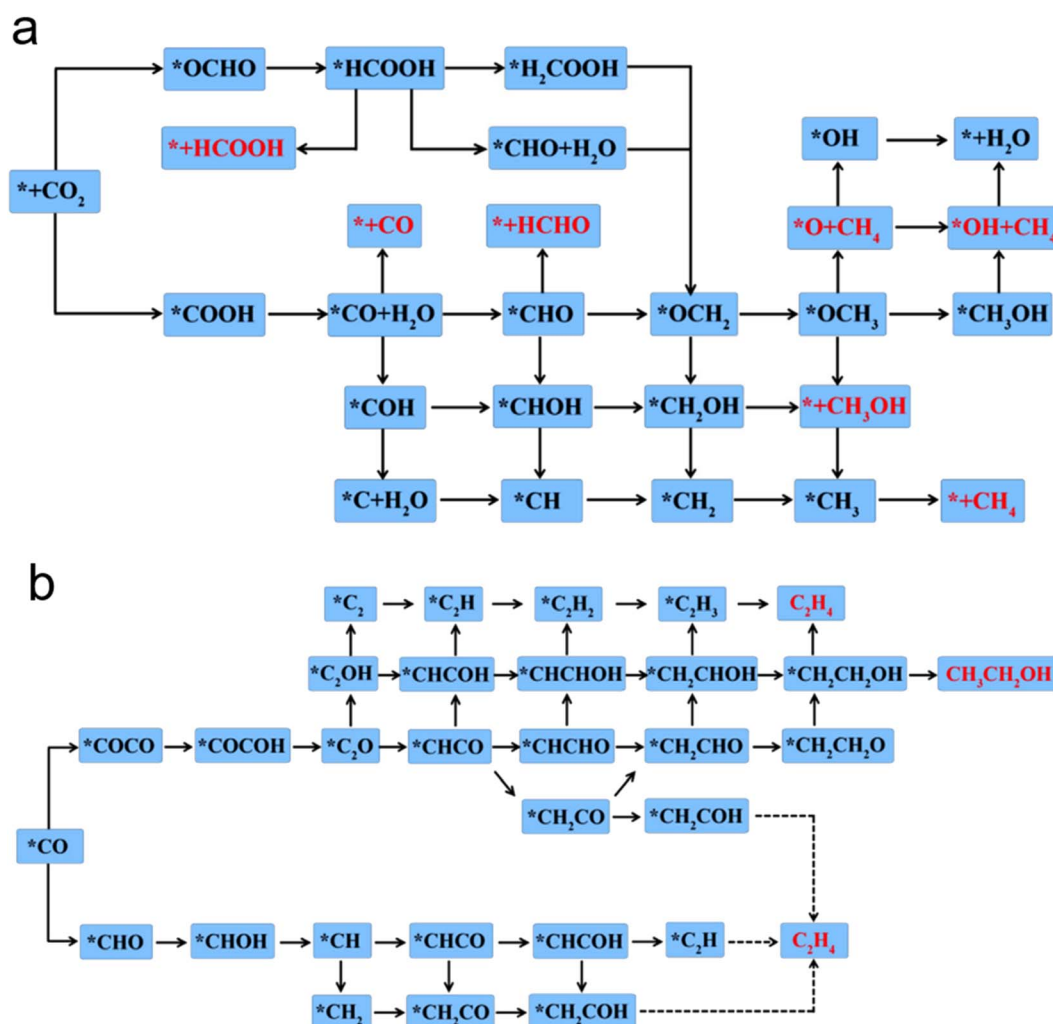 a
*OCHO *HCOOH *H₂COOH
*+HCOOH *CHO+H₂O *OH *+H₂O
*+CO₂
*+CO *+HCHO *O+CH₄ *OH+CH₄
*COOH *CO+H₂O *CHO *OCH₂ *OCH₃ *CH₃OH
*COH *CHOH *CH₂OH *+CH₃OH
*C+H₂O *CH *CH₂ *CH₃ *+CH₄
b
*C₂ *C₂H *C₂H₂ *C₂H₃ C₂H₄
*C₂OH *CHCOH *CHCHOH *CH₂CHOH *CH₂CH₂OH CH₃CH₂OH
*COCO *COCOH *C₂O *CHCO *CHCHO *CH₂CHO *CH₂CH₂O
*CH₂CO *CH₂COH
*CO
*CHO *CHOH *CH *CHCO *CHCOH *C₂H C₂H₄
*CH₂ *CH₂CO *CH₂COH